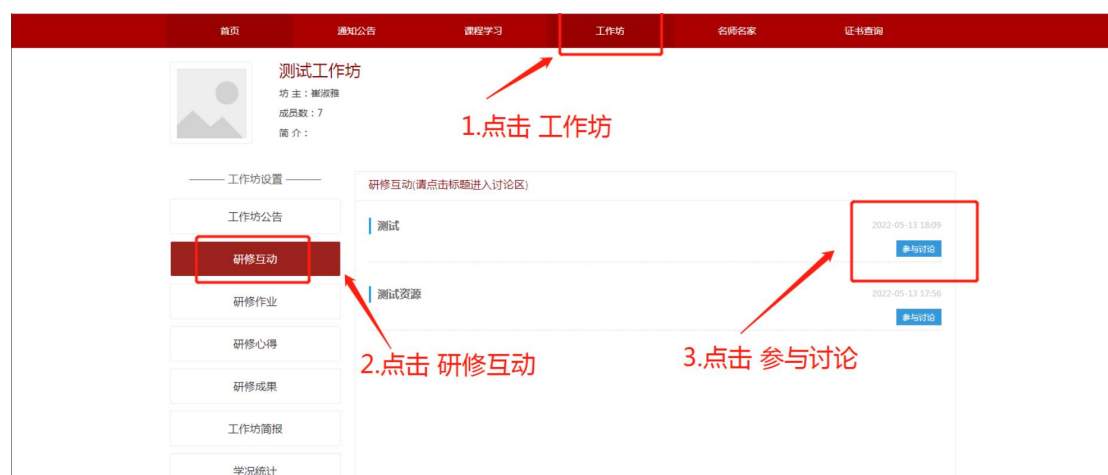 首页 通知公告 课程学习 工作坊 名师名家 证书查询
测试工作坊
坊 主：崔淑雅
成员数：7
简 介：
1.点击 工作坊
工作坊设置
工作坊公告
研修互动
研修作业
研修心得
研修成果
工作坊简报
学况统计
研修互动(请点击标题进入讨论区)
测试
2022-05-13 18:09
参与讨论
测试资源
2022-05-13 17:56
参与讨论
2.点击 研修互动
3.点击 参与讨论